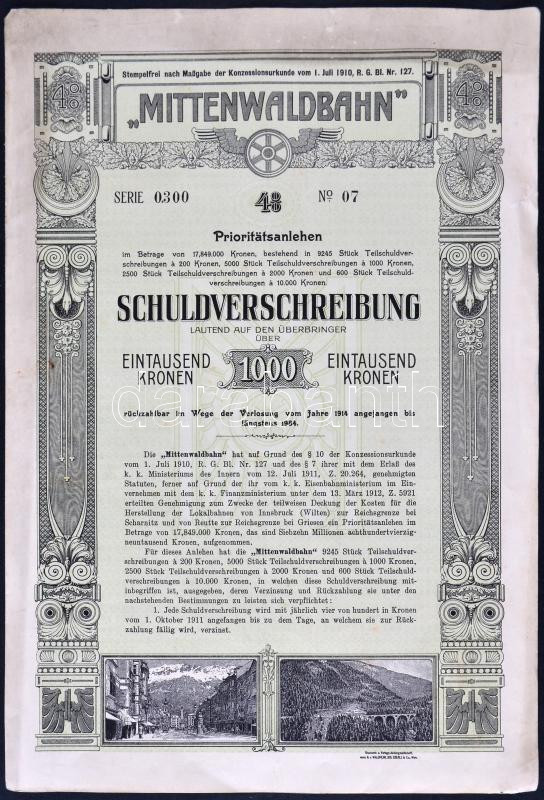 Stempelfrei nach Maßgabe der Konzessionsurkunde vom 1. Juli 1910, R. G. Bl. Nr. 127.
„MITTENWALDBAHN"
SERIE 0,300 4% No 07
Prioritätsanlehen
im Betrage von 17,849.000 Kronen, bestehend in 9245 Stück Teilschuldver-
schreibungen à 200 Kronen, 5000 Stück Teilschuldverschreibungen à 1000 Kronen,
2500 Stück Teilschuldverschreibungen à 2000 Kronen und 600 Stück Teilschuld-
verschreibungen à 10.000 Kronen.
SCHULDVERSCHREIBUNG
LAUTEND AUF DEN ÜBERBRINGER
ÜBER
EINTAUSEND 1000 EINTAUSEND
KRONEN KRONEN
darabanth
rückzahlbar im Wege der Verlosung vom Jahre 1914 angefangen bis
längstens 1984.
Die „Mittenwaldbahn" hat auf Grund des § 10 der Konzessionsurkunde
vom 1. Juli 1910, R. G. Bl. Nr. 127 und des § 7 ihrer mit dem Erlaß des
k. k. Ministeriums des Innern vom 12. Juli 1911, Z. 20.264, genehmigten
Statuten, ferner auf Grund der ihr vom k. k. Eisenbahnministerium im Ein-
vernehmen mit dem k. k. Finanzministerium unter dem 13. März 1912, Z. 5921
erteilten Genehmigung zum Zwecke der teilweisen Deckung der Kosten für die
Herstellung der Lokalbahnen von Innsbruck (Wilten) zur Reichsgrenze bei
Scharnitz und von Reutte zur Reichsgrenze bei Griesen ein Prioritätsanlehen im
Betrage von 17,849.000 Kronen, das sind Siebzehn Millionen achthundertvierzig-
neuntausend Kronen, aufgenommen.
Für dieses Anlehen hat die „Mittenwaldbahn" 9245 Stück Teilschuldver-
schreibungen à 200 Kronen, 5000 Stück Teilschuldverschreibungen à 1000 Kronen,
2500 Stück Teilschuldverschreibungen à 2000 Kronen und 600 Stück Teilschuld-
verschreibungen à 10.000 Kronen, in welchen diese Schuldverschreibung mit-
inbegriffen ist, ausgegeben, deren Verzinsung und Rückzahlung sie unter den
nachstehenden Bestimmungen zu leisten sich verpflichtet:
1. Jede Schuldverschreibung wird mit jährlich vier von hundert in Kronen
vom 1. Oktober 1911 angefangen bis zu dem Tage, an welchem sie zur Rück-
zahlung fällig wird, verzinst.